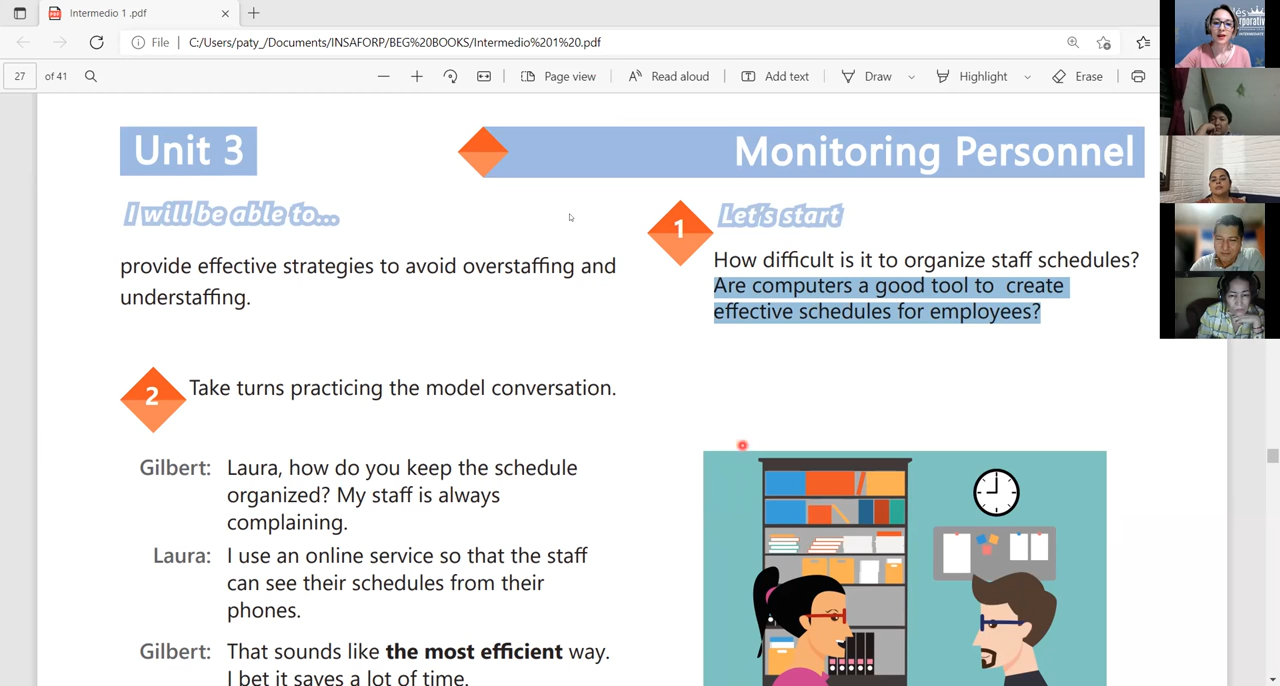 Intermedio 1 .pdf
File
C:/Users/paty_/Documents/INSAFORP/BEG%20BOOKS/Intermedio%201%20.pdf
27
of 41
Page view
Read aloud
Add text
Draw
Highlight
Erase
Unit 3
Monitoring Personnel
I will be able to...
provide effective strategies to avoid overstaffing and
understaffing.
1
Let's start
How difficult is it to organize staff schedules?
Are computers a good tool to create
effective schedules for employees?
2
Take turns practicing the model conversation.
Gilbert: Laura, how do you keep the schedule
organized? My staff is always
complaining.
Laura: I use an online service so that the staff
can see their schedules from their
phones.
Gilbert: That sounds like the most efficient way.
I bet it saves a lot of time.